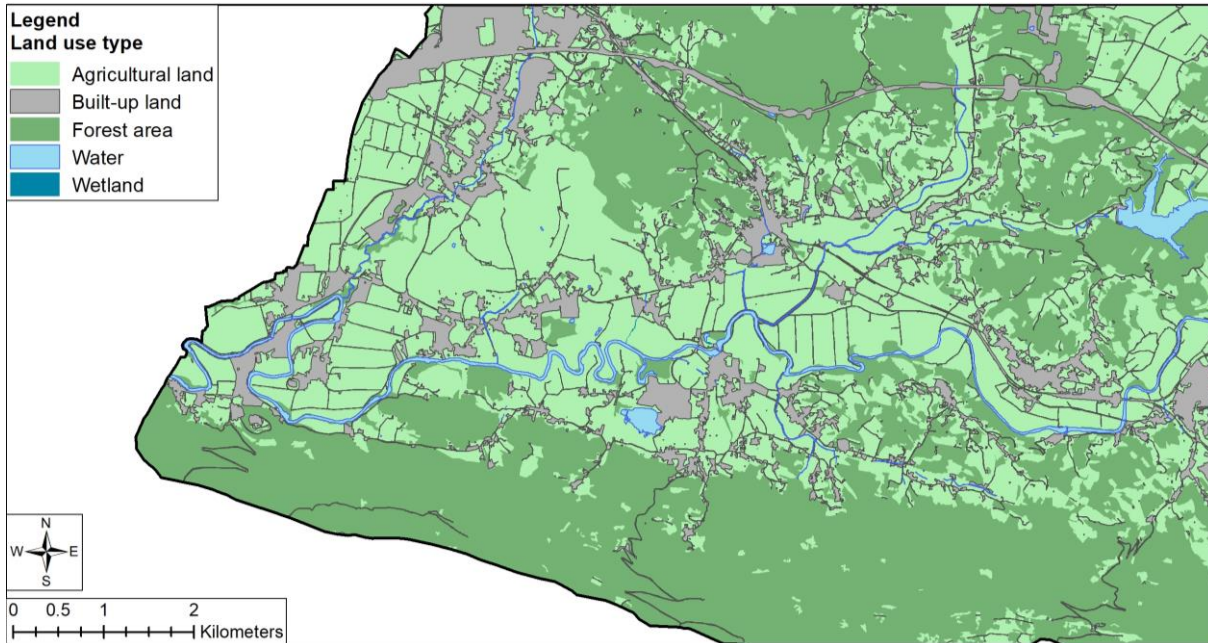 Legend
Land use type
Agricultural land
Built-up land
Forest area
Water
Wetland
N
W E
S
0 0.5 1 2
Kilometers